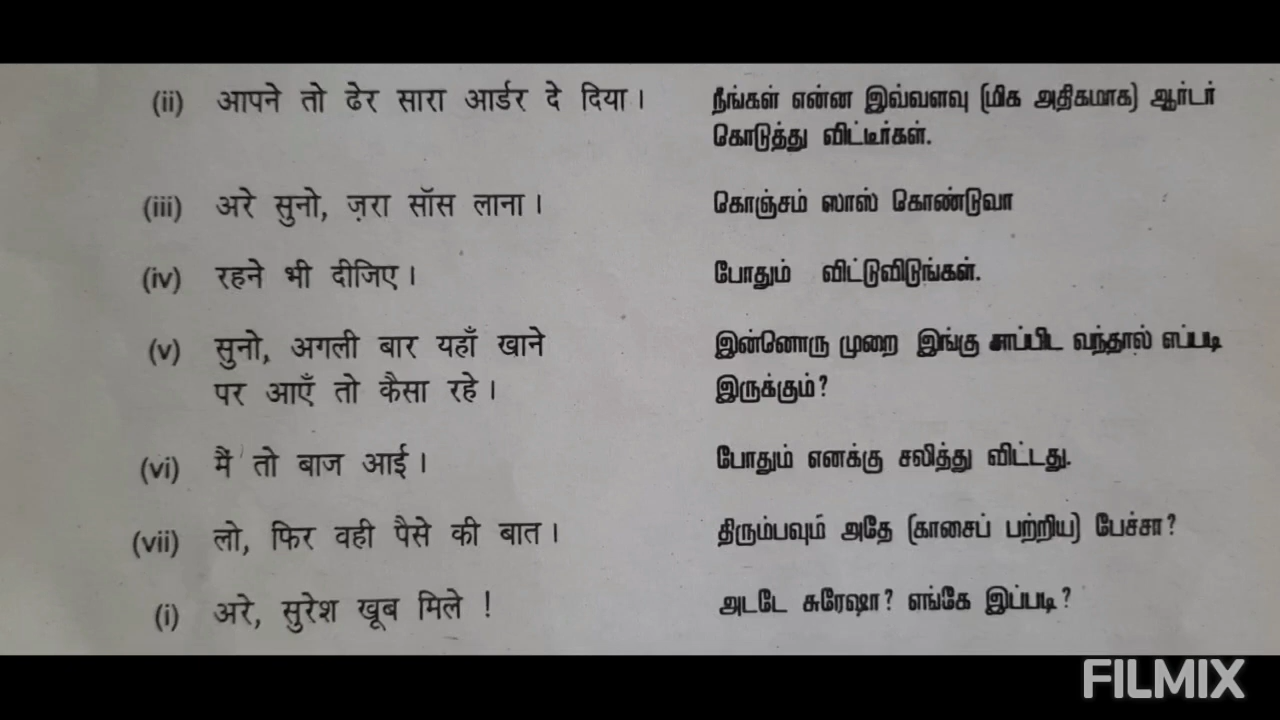 (ii) आपने तो ढेर सारा आर्डर दे दिया। நீங்கள் என்ன இவ்வளவு (மிக அதிகமாக) ஆர்டர்
கொடுத்து விட்டீர்கள்.
(iii) अरे सुनो, ज़रा सॉस लाना। கொஞ்சம் ஸாஸ் கொண்டுவா
(iv) रहने भी दीजिए। போதும் விட்டுவிடுங்கள்.
(v) सुनो, अगली बार यहाँ खाने இன்னோரு முறை இங்கு சாப்பிட வந்தால் எப்படி
पर आएँ तो कैसा रहे। இருக்கும்?
(vi) मैं तो बाज आई। போதும் எனக்கு சலித்து விட்டது.
(vii) लो, फिर वही पैसे की बात। திரும்பவும் அதே (காசைப் பற்றிய) பேச்சா?
(i) अरे, सुरेश खूब मिले ! அடடே சுரேஷா? எங்கே இப்படி?
FILMIX